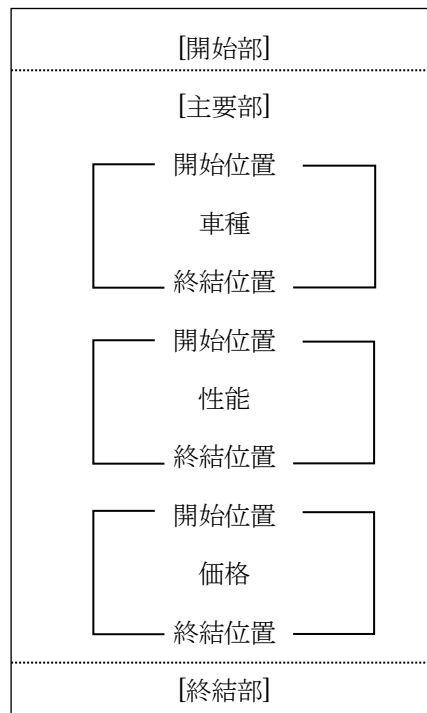 [開始部]
[主要部]
開始位置
車種
終結位置
開始位置
性能
終結位置
開始位置
価格
終結位置
[終結部]